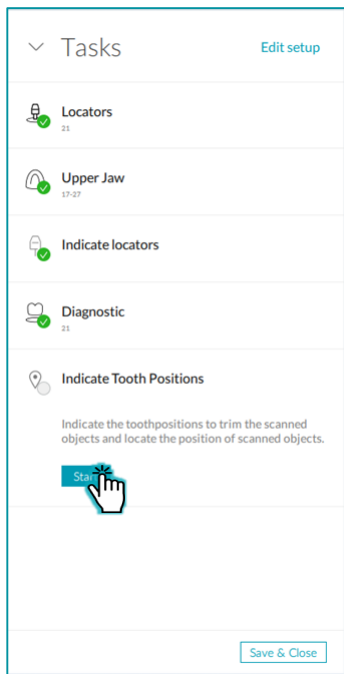 Tasks
Edit setup
Locators
21
Upper Jaw
17-27
Indicate locators
Diagnostic
21
Indicate Tooth Positions
Indicate the toothpositions to trim the scanned
objects and locate the position of scanned objects.
Save & Close